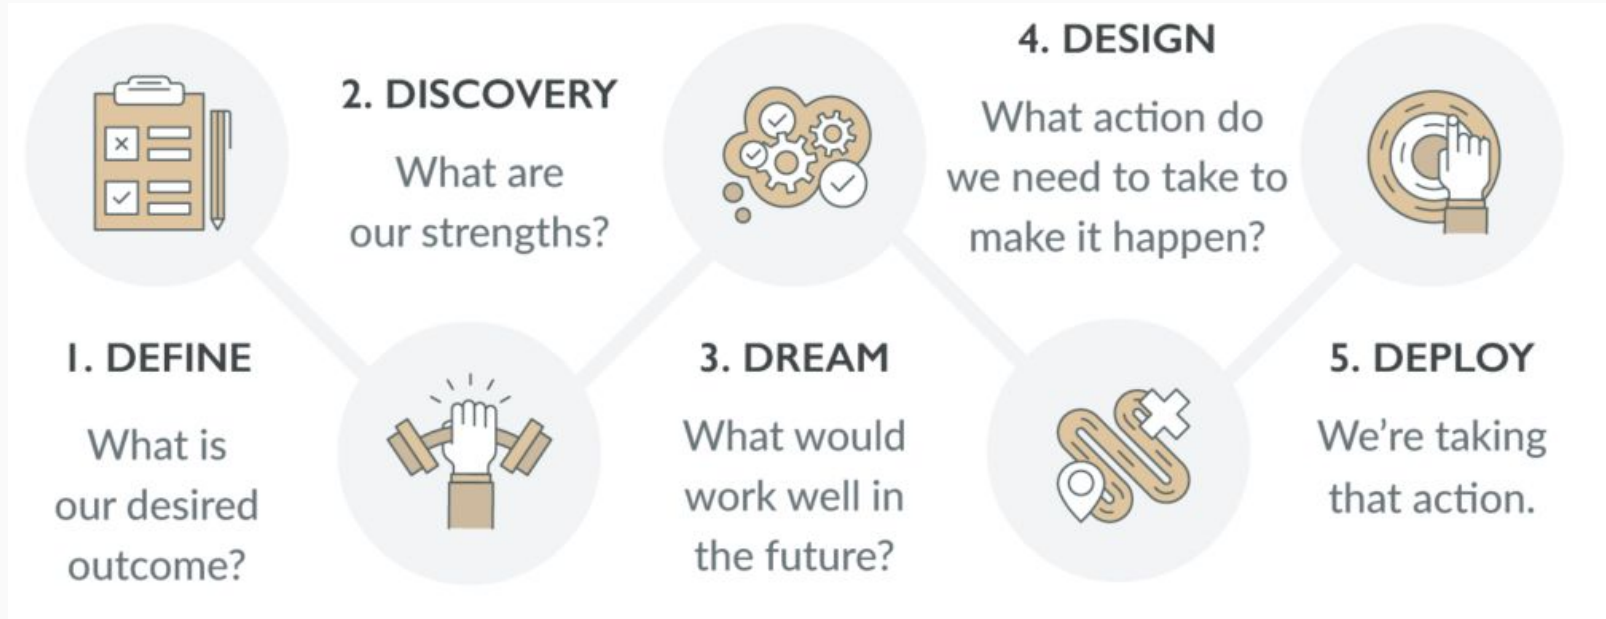 1. DEFINE
What is
our desired
outcome?
2. DISCOVERY
What are
our strengths?
3. DREAM
What would
work well in
the future?
4. DESIGN
What action do
we need to take to
make it happen?
5. DEPLOY
We’re taking
that action.